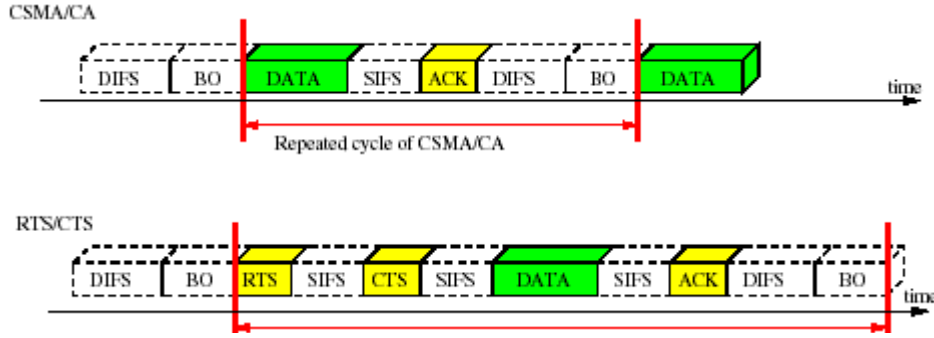 CSMA/CA
DIFS BO DATA SIFS ACK DIFS BO DATA
time
Repeated cycle of CSMA/CA
RTS/CTS
DIFS BO RTS SIFS CTS SIFS DATA SIFS ACK DIFS BO
time